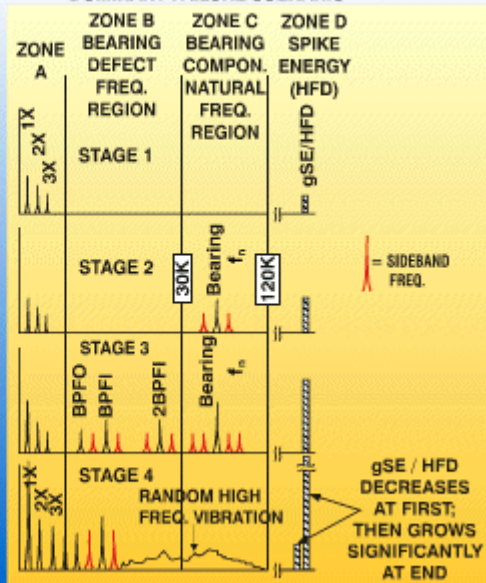 ZONE A
ZONE B
BEARING
DEFECT
FREQ.
REGION
ZONE C
BEARING
COMPON.
NATURAL
FREQ.
REGION
ZONE D
SPIKE
ENERGY
(HFD)
1X
2X
3X
STAGE 1
gSE/HFD
STAGE 2
30K
Bearing
fn
120K
= SIDEBAND
FREQ.
STAGE 3
BPFO
BPFI
2BPFI
Bearing
fn
STAGE 4
1X
2X
3X
RANDOM HIGH
FREQ. VIBRATION
gSE / HFD
DECREASES
AT FIRST;
THEN GROWS
SIGNIFICANTLY
AT END